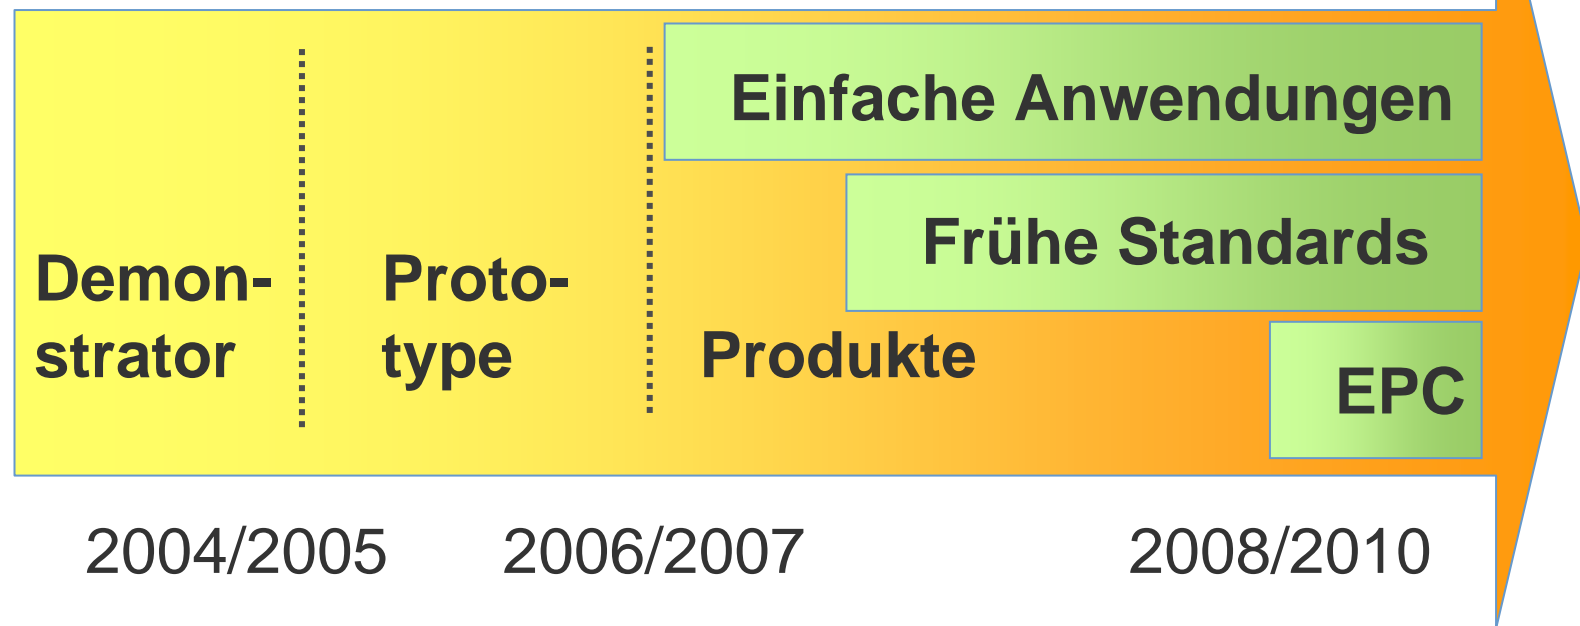 Einfache Anwendungen
Frühe Standards
Demon-
strator
Proto-
type
Produkte
EPC
2004/2005
2006/2007
2008/2010